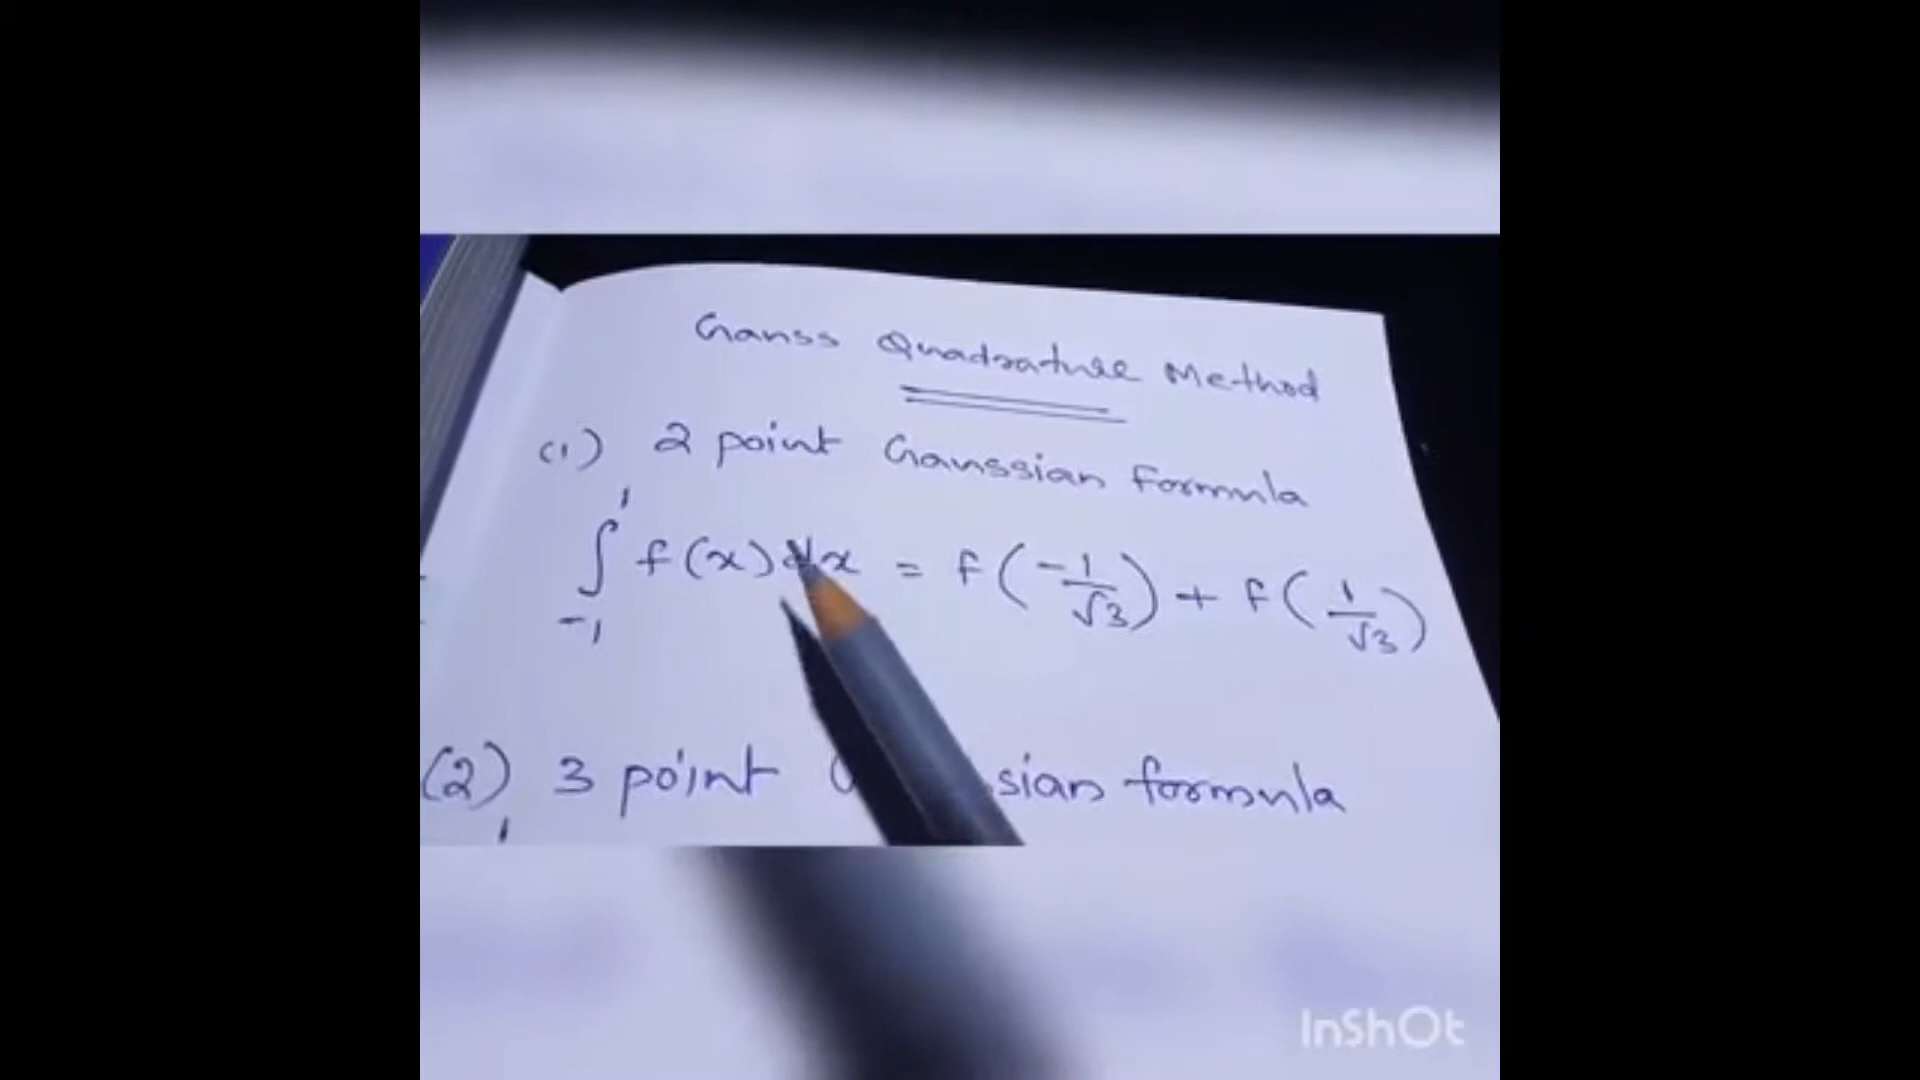 Gauss Quadrature Method
(1) 2 point Gaussian formula
∫₋₁¹ f(x) dx = f(-1/√3) + f(1/√3)
(2) 3 point formula
1
InShOt